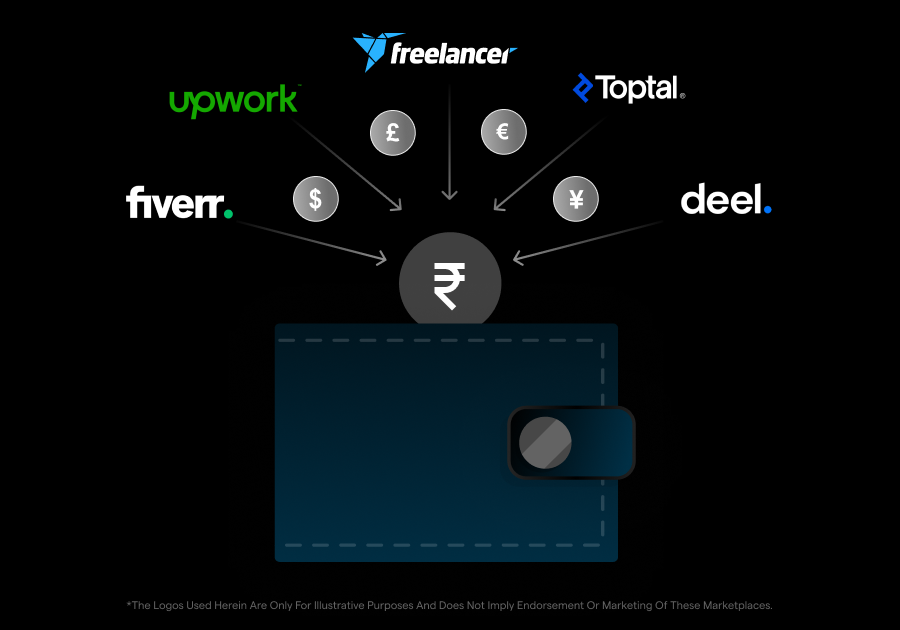 freelancer
upwork
Toptal®
£
€
fiverr.
$
¥
deel.
₹
*The Logos Used Herein Are Only For Illustrative Purposes And Does Not Imply Endorsement Or Marketing Of These Marketplaces.